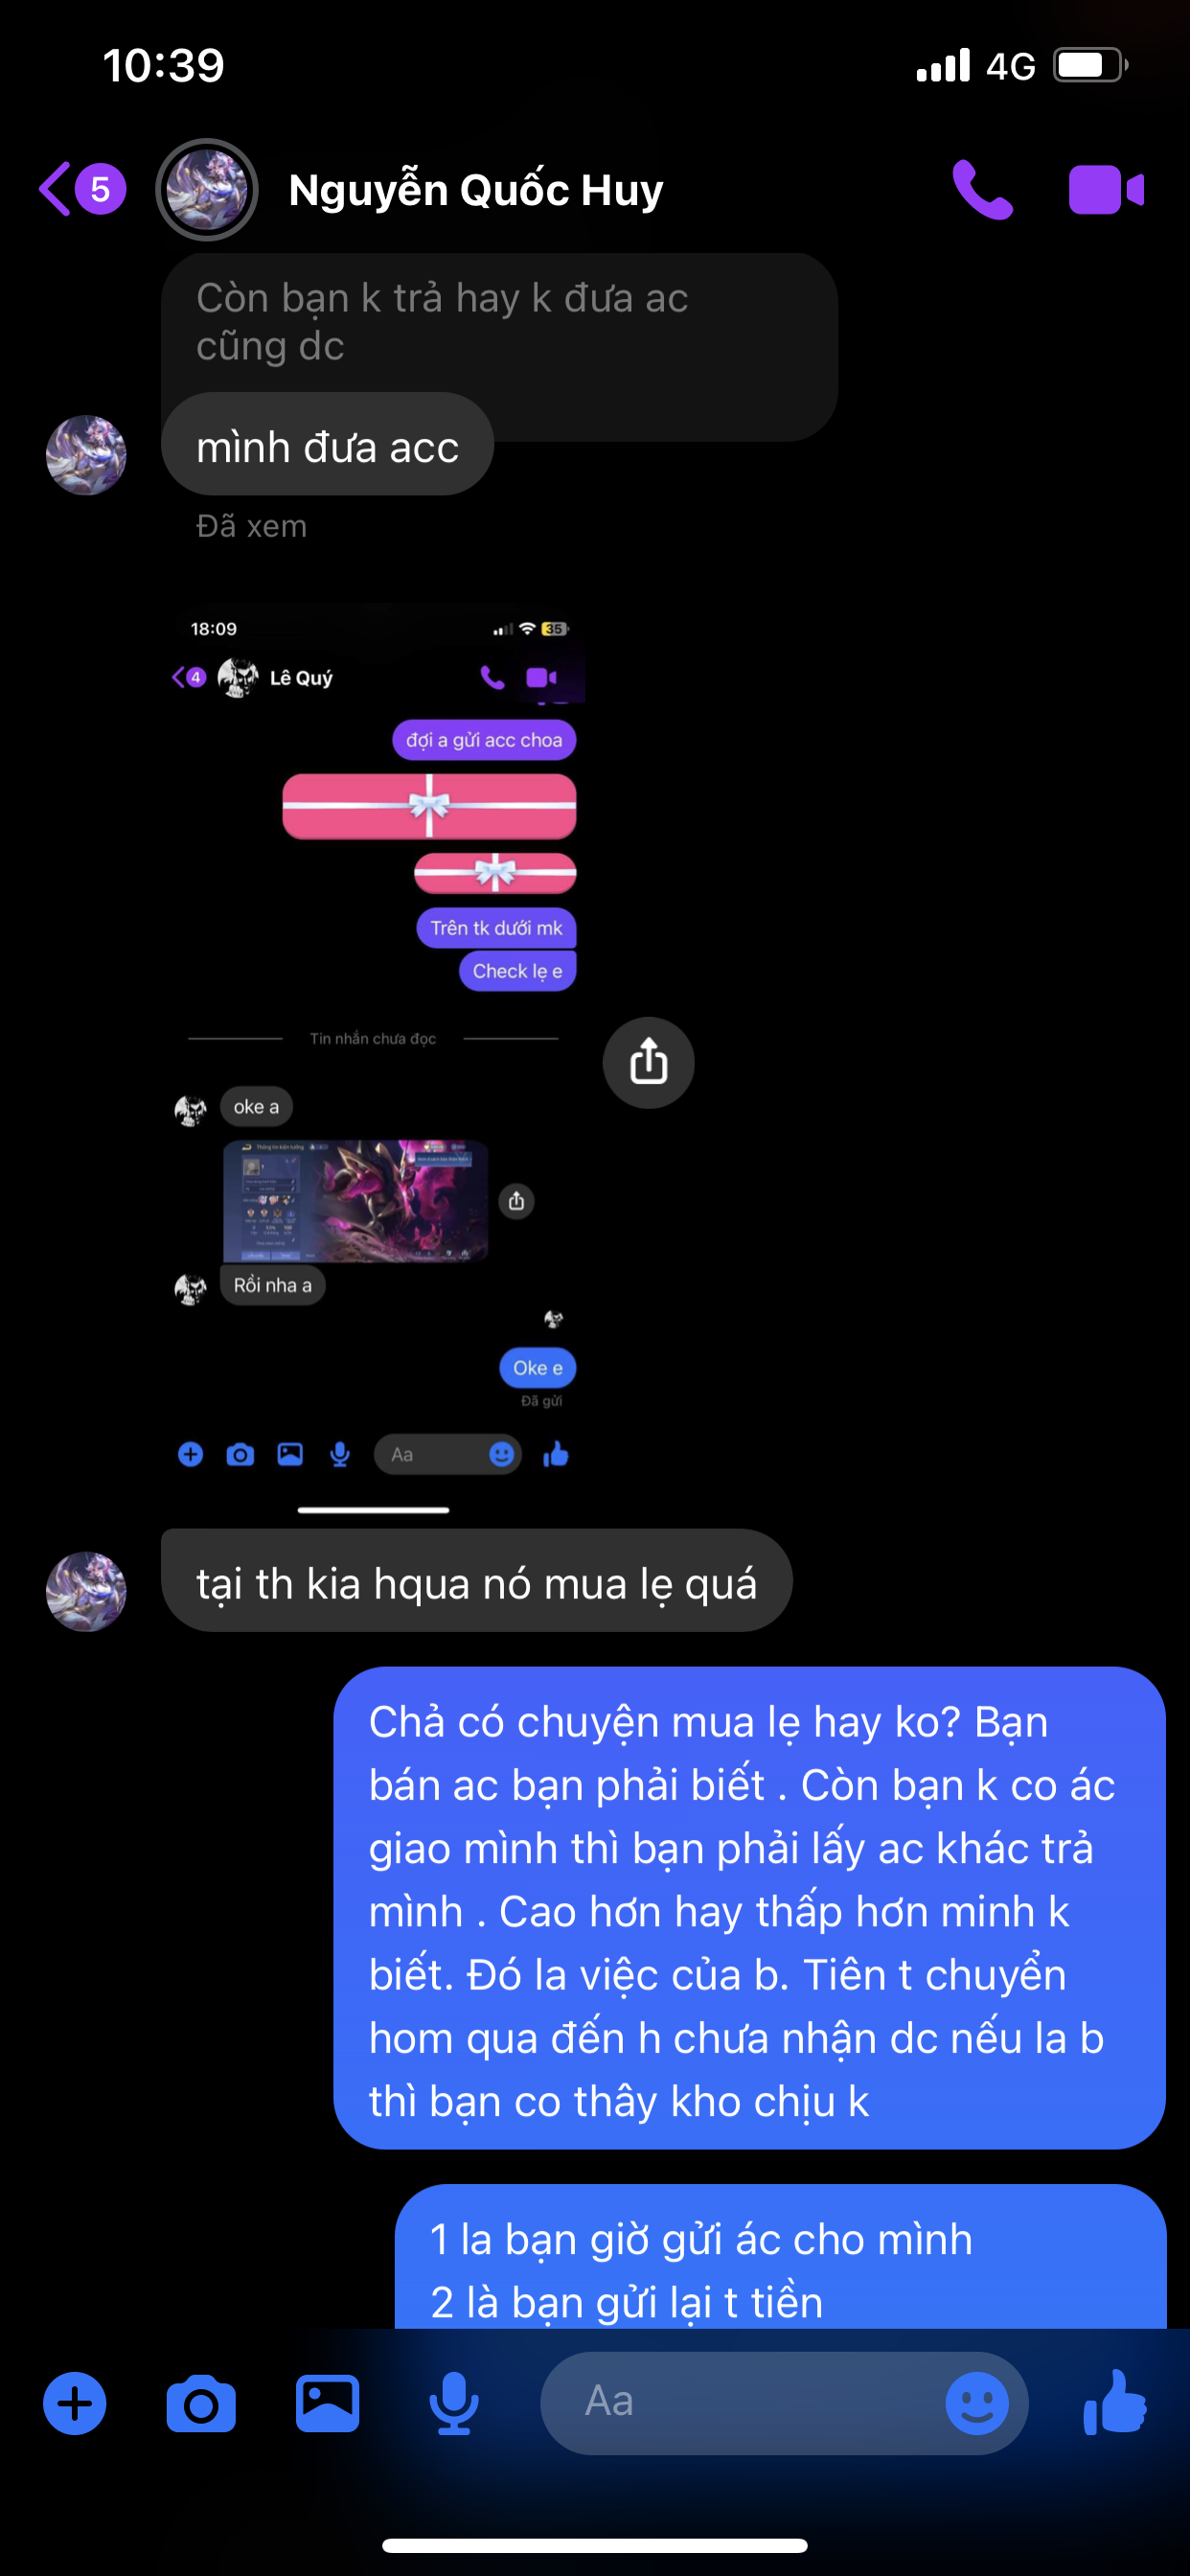 10:39
4G
5
Nguyễn Quốc Huy
Còn bạn k trả hay k đưa ac
cũng dc
mình đưa acc
Đã xem
18:09
35
4
Lê Quý
đợi a gửi acc choa
Trên tk dưới mk
Check lẹ e
Tin nhắn chưa đọc
oke a
Rồi nha a
Oke e
Đã gửi
Aa
tại th kia hqua nó mua lẹ quá
Chả có chuyện mua lẹ hay ko? Bạn
bán ac bạn phải biết . Còn bạn k co ác
giao mình thì bạn phải lấy ac khác trả
mình . Cao hơn hay thấp hơn minh k
biết. Đó la việc của b. Tiên t chuyển
hom qua đến h chưa nhận dc nếu la b
thì bạn co thây kho chịu k
1 la bạn giờ gửi ác cho mình
2 là bạn gửi lại t tiền
Aa